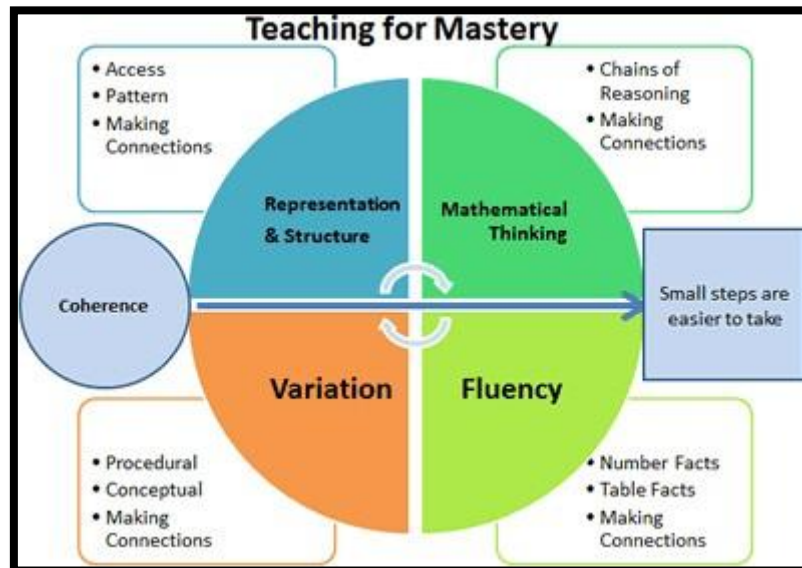 Teaching for Mastery
• Access
• Pattern
• Making
Connections
• Chains of
Reasoning
• Making
Connections
Representation
& Structure
Mathematical
Thinking
Coherence
Small steps are
easier to take
Variation
Fluency
• Procedural
• Conceptual
• Making
Connections
• Number Facts
• Table Facts
• Making
Connections